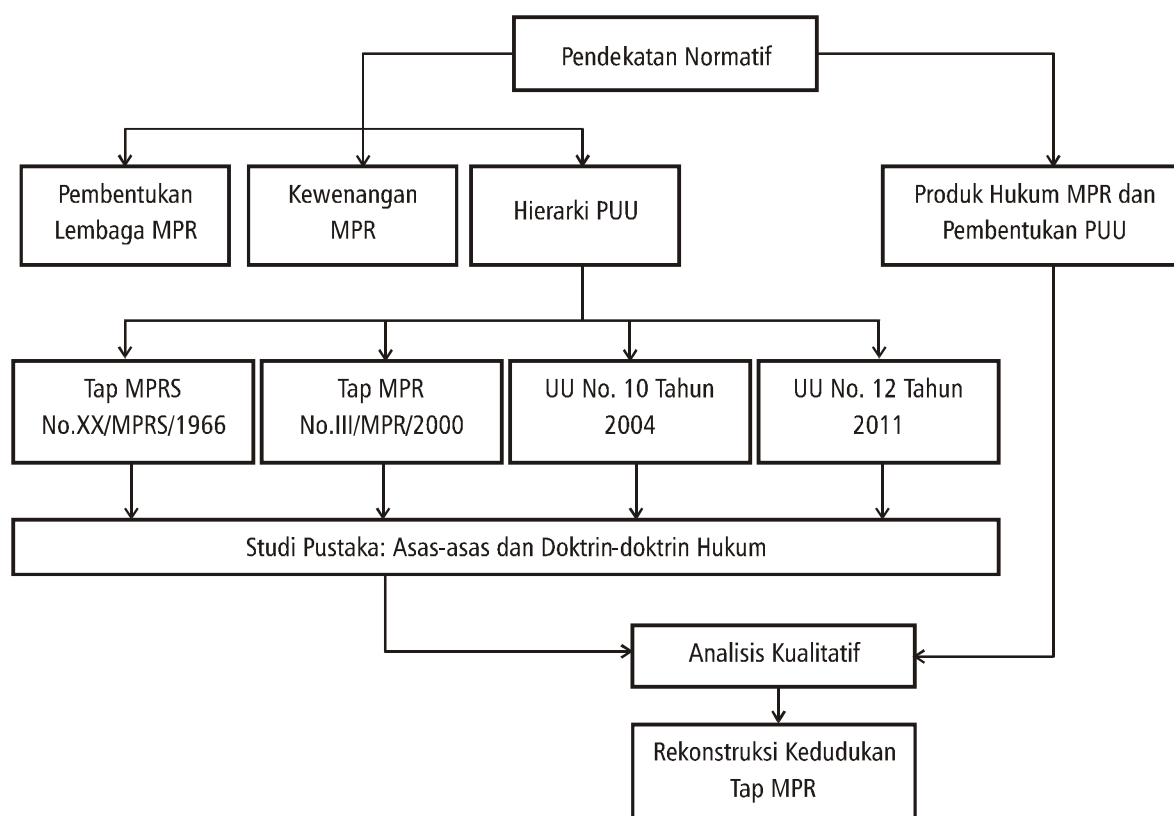 Pendekatan Normatif
Pembentukan
Lembaga MPR
Kewenangan
MPR
Hierarki PUU
Produk Hukum MPR dan
Pembentukan PUU
Tap MPRS
No.XX/MPRS/1966
Tap MPR
No.III/MPR/2000
UU No. 10 Tahun
2004
UU No. 12 Tahun
2011
Studi Pustaka: Asas-asas dan Doktrin-doktrin Hukum
Analisis Kualitatif
Rekonstruksi Kedudukan
Tap MPR